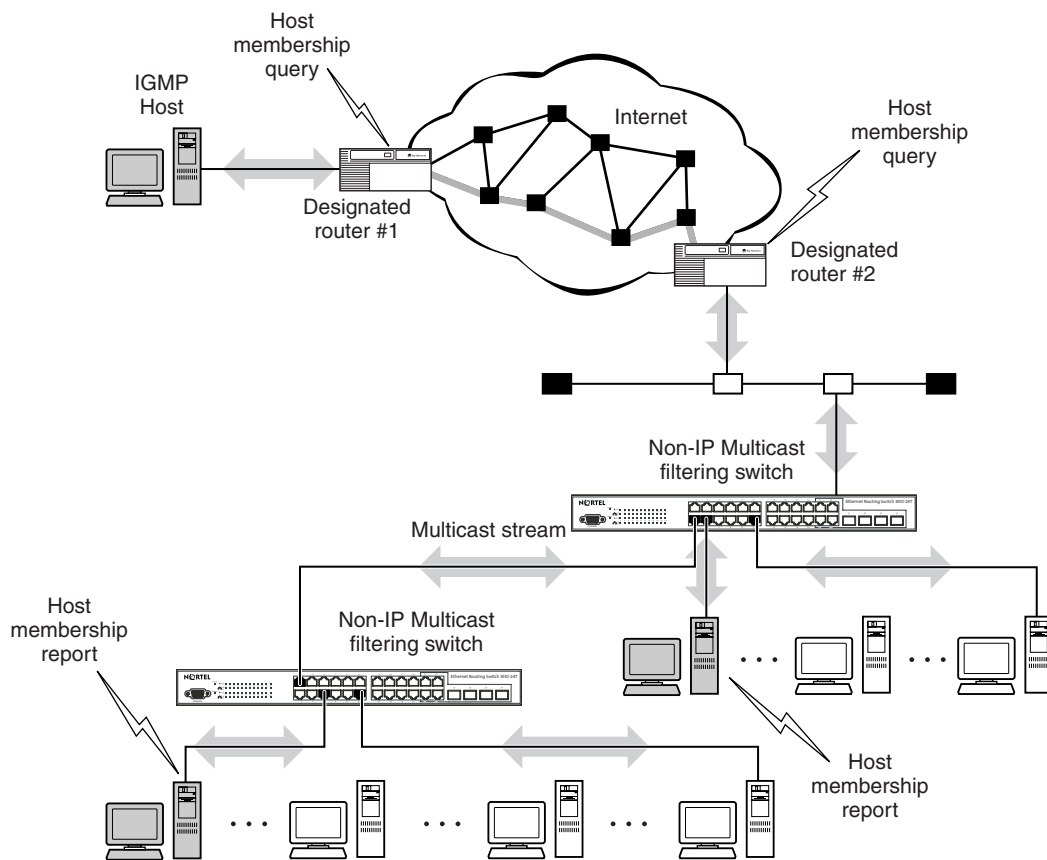 Host
membership
query
IGMP
Host
Internet
Host
membership
query
Designated
router #1
Designated
router #2
Non-IP Multicast
filtering switch
NORTEL
Multicast stream
Host
membership
report
Non-IP Multicast
filtering switch
NORTEL
Host
membership
report